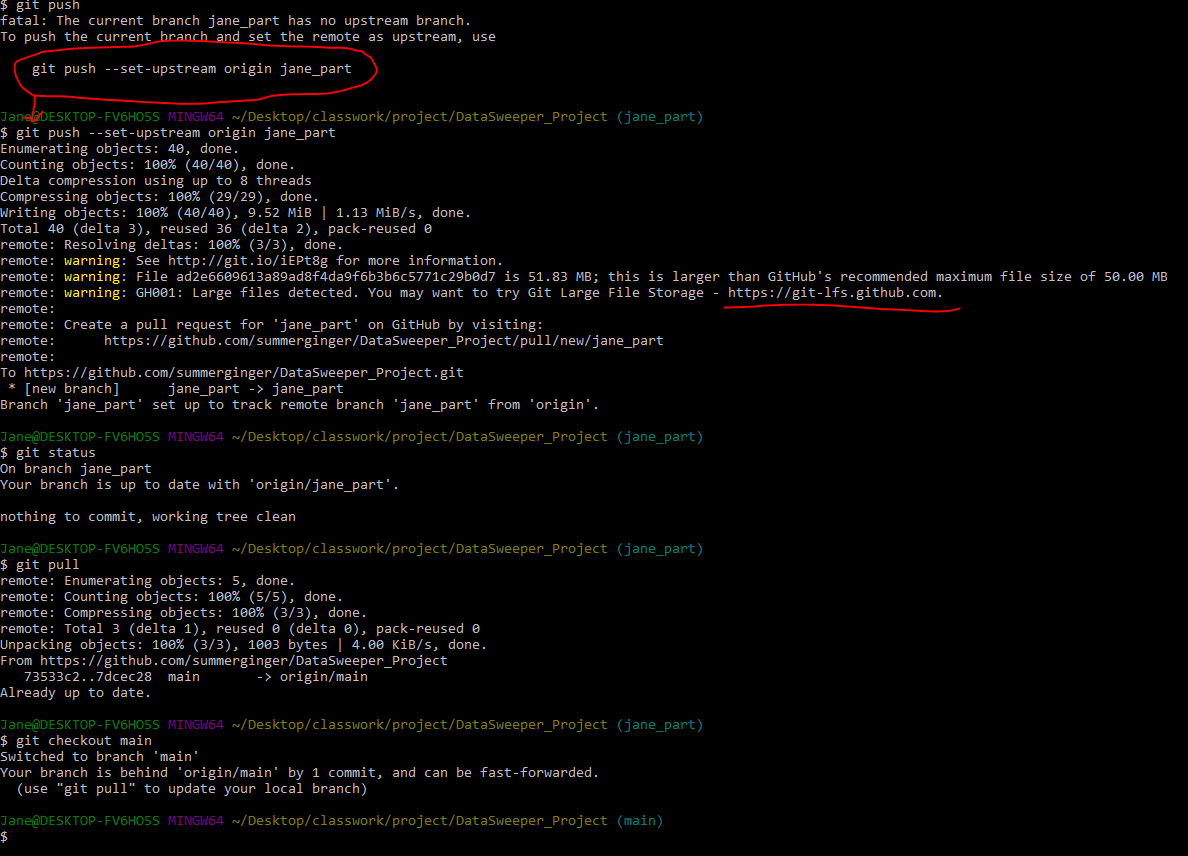 $ git push
fatal: The current branch jane_part has no upstream branch.
To push the current branch and set the remote as upstream, use
git push --set-upstream origin jane_part
Jane@DESKTOP-FV6HO5S MINGW64 ~/Desktop/classwork/project/DataSweeper_Project (jane_part)
$ git push --set-upstream origin jane_part
Enumerating objects: 40, done.
Counting objects: 100% (40/40), done.
Delta compression using up to 8 threads
Compressing objects: 100% (29/29), done.
Writing objects: 100% (40/40), 9.52 MiB | 1.13 MiB/s, done.
Total 40 (delta 3), reused 36 (delta 2), pack-reused 0
remote: Resolving deltas: 100% (3/3), done.
remote: warning: See http://git.io/iEPt8g for more information.
remote: warning: File ad2e6609613a89ad8f4da9f6b3b6c5771c29b0d7 is 51.83 MB; this is larger than GitHub's recommended maximum file size of 50.00 MB
remote: warning: GH001: Large files detected. You may want to try Git Large File Storage - https://git-lfs.github.com.
remote:
remote: Create a pull request for 'jane_part' on GitHub by visiting:
remote:      https://github.com/summerginger/DataSweeper_Project/pull/new/jane_part
remote:
To https://github.com/summerginger/DataSweeper_Project.git
 * [new branch]      jane_part -> jane_part
Branch 'jane_part' set up to track remote branch 'jane_part' from 'origin'.
Jane@DESKTOP-FV6HO5S MINGW64 ~/Desktop/classwork/project/DataSweeper_Project (jane_part)
$ git status
On branch jane_part
Your branch is up to date with 'origin/jane_part'.
nothing to commit, working tree clean
Jane@DESKTOP-FV6HO5S MINGW64 ~/Desktop/classwork/project/DataSweeper_Project (jane_part)
$ git pull
remote: Enumerating objects: 5, done.
remote: Counting objects: 100% (5/5), done.
remote: Compressing objects: 100% (3/3), done.
remote: Total 3 (delta 1), reused 0 (delta 0), pack-reused 0
Unpacking objects: 100% (3/3), 1003 bytes | 4.00 KiB/s, done.
From https://github.com/summerginger/DataSweeper_Project
   73533c2..7dcec28  main       -> origin/main
Already up to date.
Jane@DESKTOP-FV6HO5S MINGW64 ~/Desktop/classwork/project/DataSweeper_Project (jane_part)
$ git checkout main
Switched to branch 'main'
Your branch is behind 'origin/main' by 1 commit, and can be fast-forwarded.
  (use "git pull" to update your local branch)
Jane@DESKTOP-FV6HO5S MINGW64 ~/Desktop/classwork/project/DataSweeper_Project (main)
$